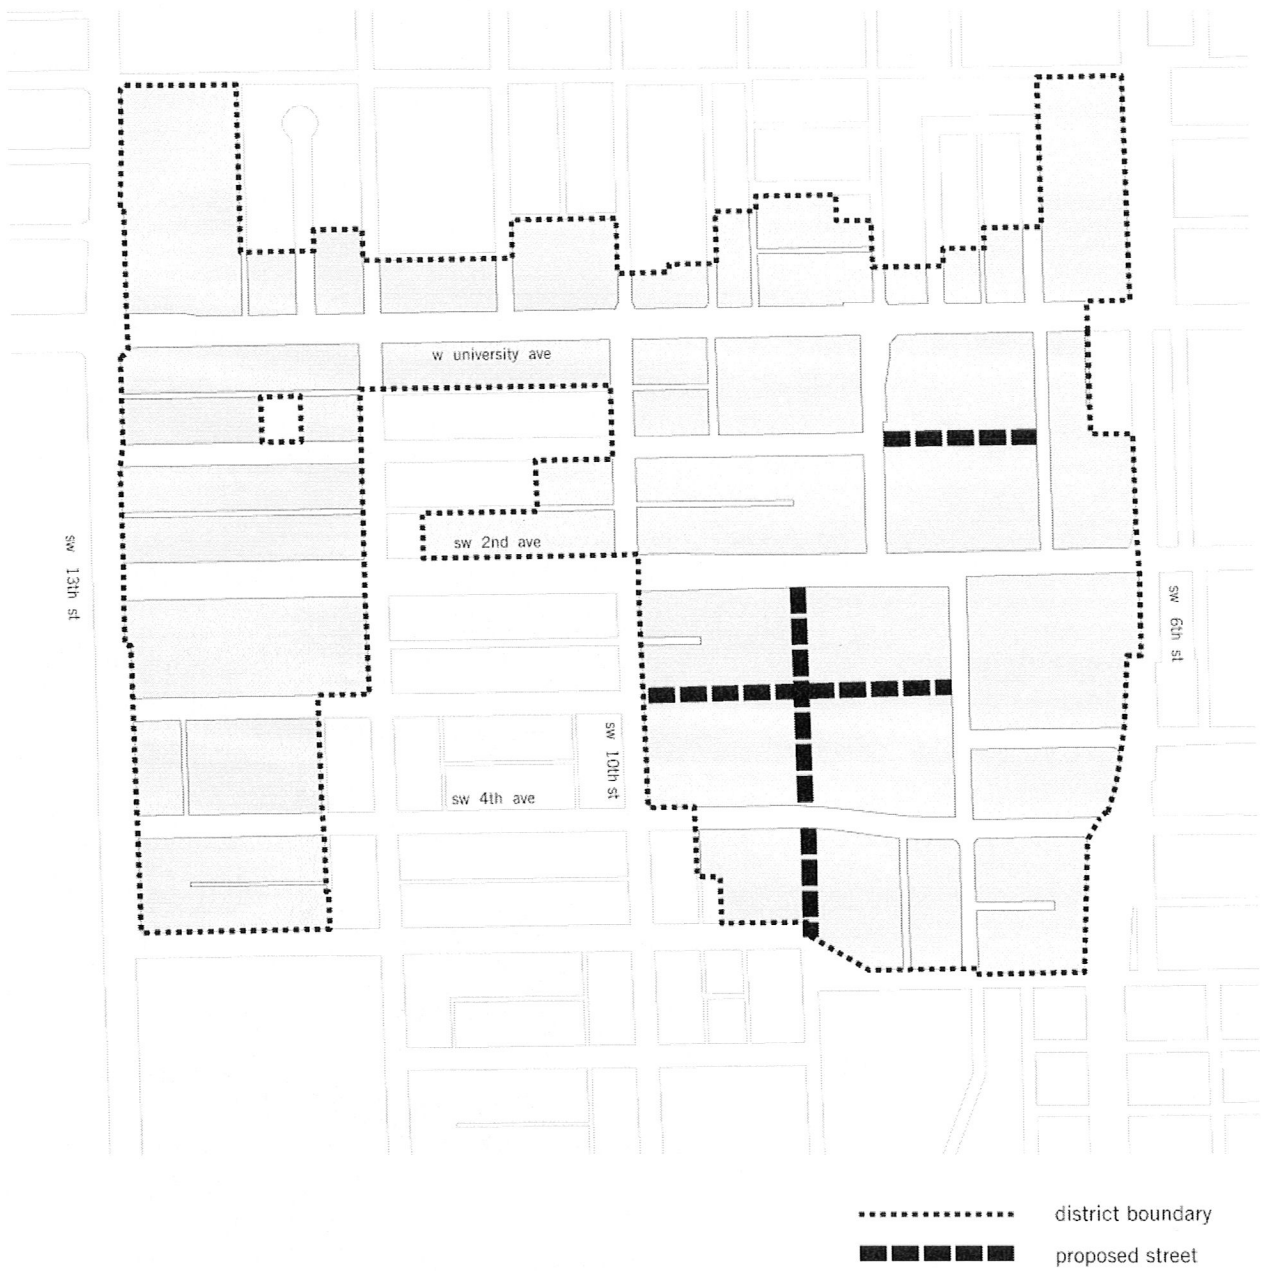 w university ave
sw 2nd ave
sw 13th st
sw 6th st
sw 10th st
sw 4th ave
district boundary
proposed street